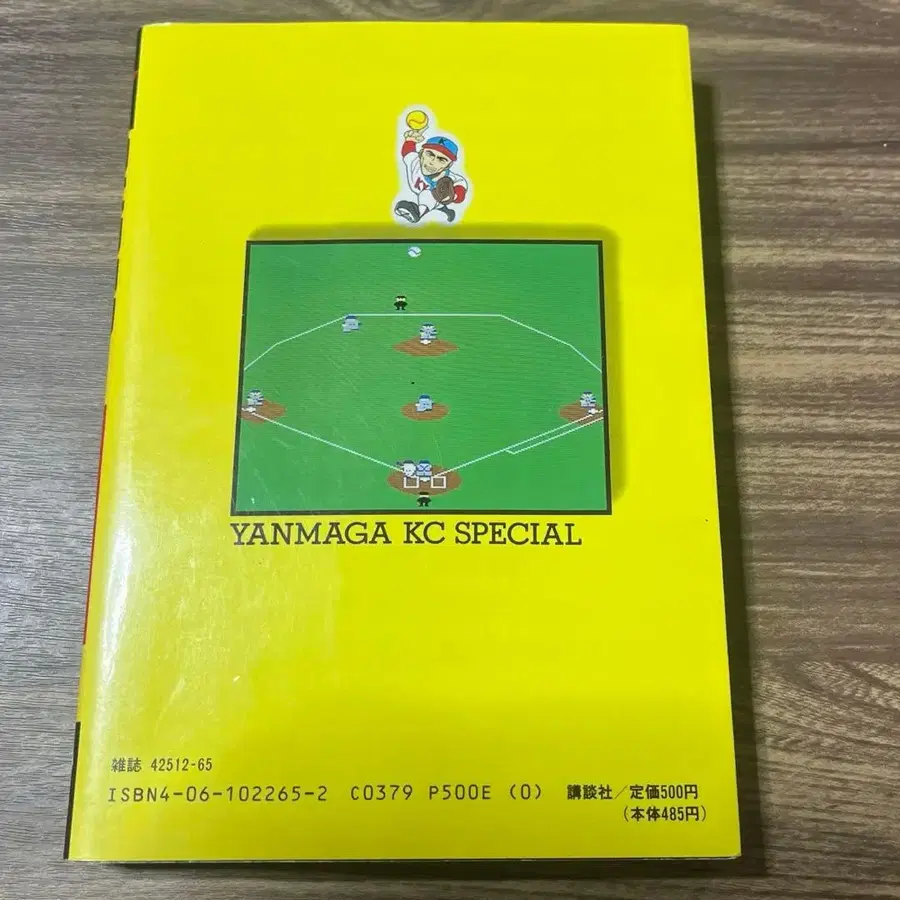 K
KY
YANMAGA KC SPECIAL
雑誌 42512-65
ISBN4-06-102265-2 C0379 P500E (0) 講談社/定価500円
(本体485円)